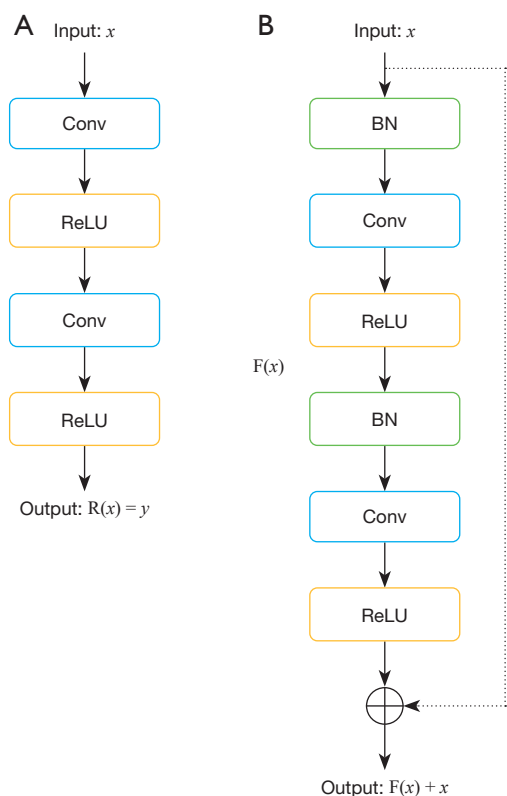 A
Input: x
Conv
ReLU
Conv
ReLU
Output: R(x) = y
B
Input: x
BN
Conv
ReLU
F(x)
BN
Conv
ReLU
Output: F(x) + x